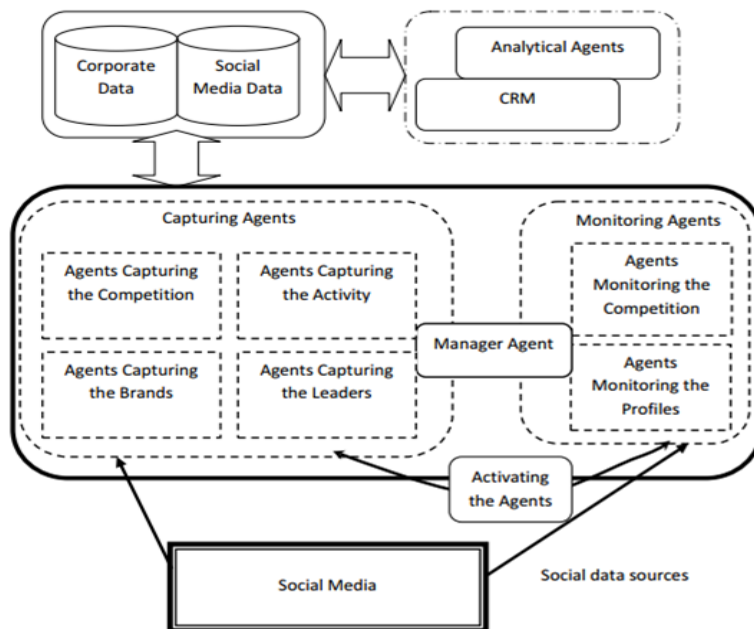 Corporate
Data
Social
Media Data
Analytical Agents
CRM
Capturing Agents
Monitoring Agents
Agents Capturing
the Competition
Agents Capturing
the Activity
Agents
Monitoring the
Competition
Manager Agent
Agents Capturing
the Brands
Agents Capturing
the Leaders
Agents
Monitoring the
Profiles
Activating
the Agents
Social Media
Social data sources